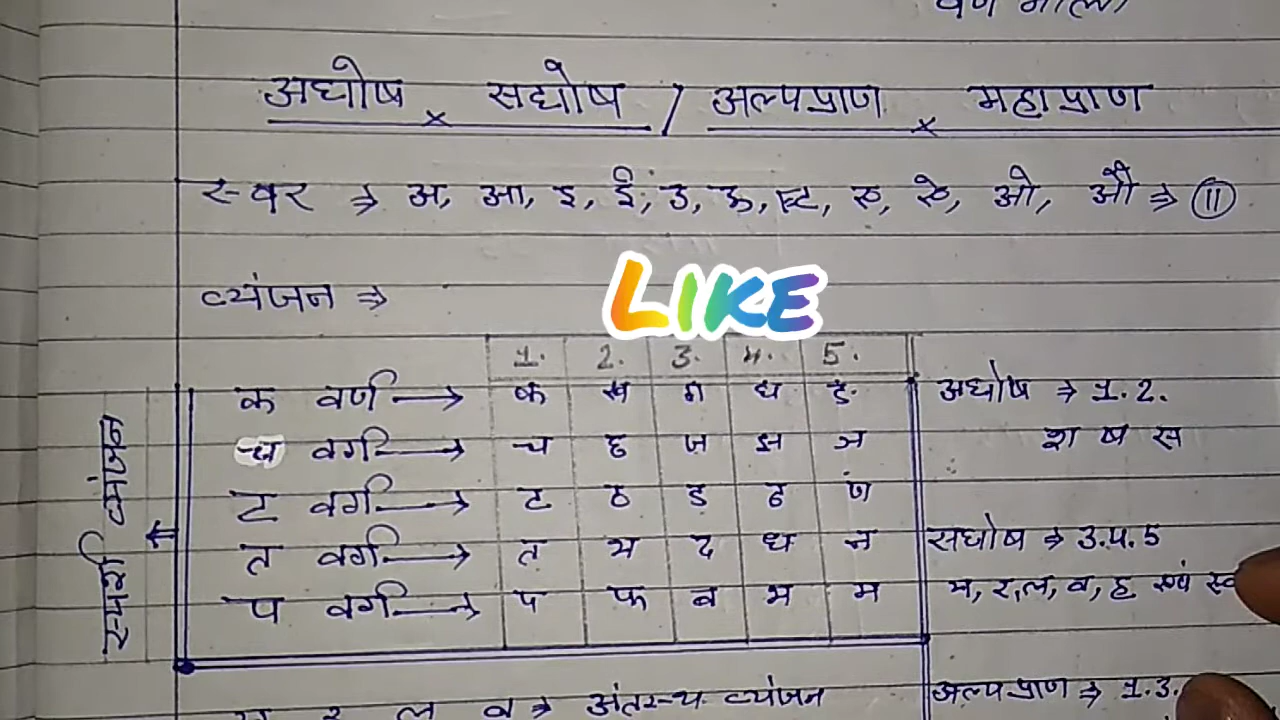 वर्ण माला
अघोष × सघोष / अल्पप्राण × महाप्राण
स्वर ⇒ अ, आ, इ, ई, उ, ऊ, ऋ, ए, ऐ, ओ, औ ⇒ 11
LIKE
व्यंजन ⇒
1. 2. 3. 4. 5.
क वर्ग → क ख ग घ ङ
च वर्ग → च छ ज झ ञ
ट वर्ग → ट ठ ड ढ ण
त वर्ग → त थ द ध न
प वर्ग → प फ ब भ म
स्पर्शी व्यंजन
अघोष ⇒ 1. 2.
श ष स
सघोष ⇒ 3. 4. 5
य, र, ल, व, ह एवं
य र ल व ⇒ अंतस्थ व्यंजन
अल्पप्राण ⇒ 1. 3.